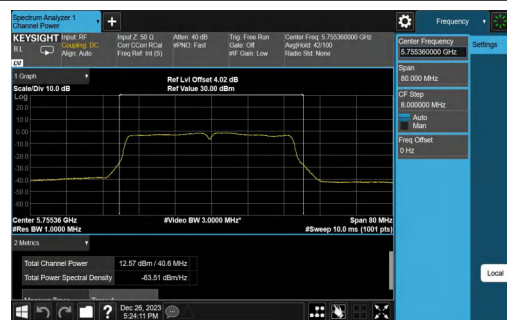 Spectrum Analyzer 1
Channel Power
Frequency
KEYSIGHT
Input: RF
Input Z: 50 Ω
Atten: 40 dB
Trig: Free Run
Center Freq: 5.755360000 GHz
R L
Coupling: DC
Corr CCorr RCal
#PNO: Fast
Gate: Off
Avg|Hold: 42/100
Align: Auto
Freq Ref: Int (S)
#IF Gain: Low
Radio Std: None
Center Frequency
5.755360000 GHz
Settings
Span
80.000 MHz
CF Step
8.000000 MHz
Auto
Man
Freq Offset
0 Hz
Local
1 Graph
Ref Lvl Offset 4.02 dB
Scale/Div 10.0 dB
Ref Value 30.00 dBm
Log
20.0
10.0
0.00
-10.0
-20.0
-30.0
-40.0
-50.0
-60.0
Center 5.75536 GHz
#Video BW 3.0000 MHz*
Span 80 MHz
#Res BW 1.0000 MHz
#Sweep 10.0 ms (1001 pts)
2 Metrics
Total Channel Power
12.57 dBm / 40.6 MHz
Total Power Spectral Density
-63.51 dBm/Hz
?
Dec 26, 2023
5:24:11 PM